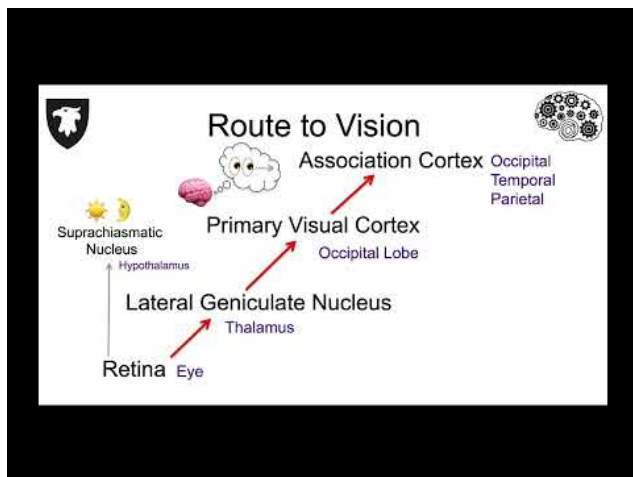 Route to Vision
Association Cortex
Occipital
Temporal
Parietal
Primary Visual Cortex
Occipital Lobe
Suprachiasmatic
Nucleus
Hypothalamus
Lateral Geniculate Nucleus
Thalamus
Retina
Eye